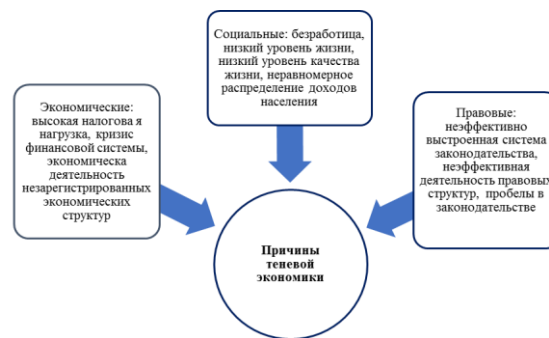 Социальные: безработица,
низкий уровень жизни,
низкий уровень качества
жизни, неравномерное
распределение доходов
населения
Экономические:
высокая налогова я
нагрузка, кризис
финансовой системы,
экономическа
деятельность
незарегистрированных
экономических
структур
Правовые:
неэффективно
выстроенная система
законодательства,
неэффективная
деятельность правовых
структур, пробелы в
законодательстве
Причины
теневой
экономики